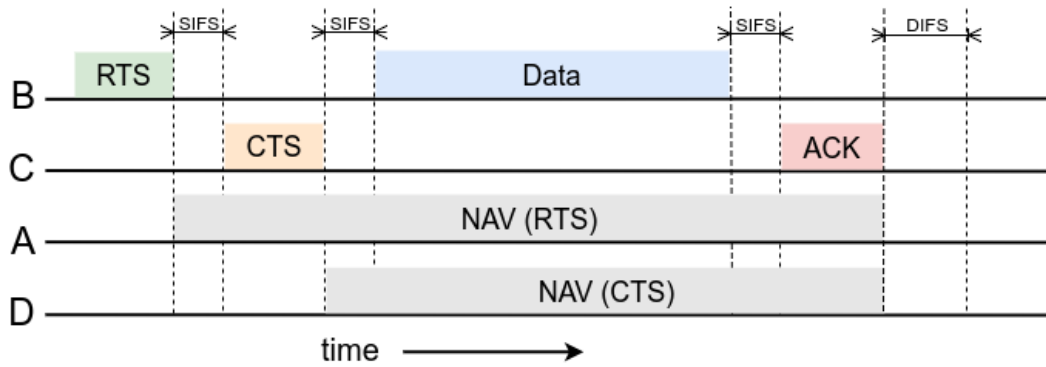 SIFS SIFS SIFS DIFS
RTS Data
B
CTS ACK
C
NAV (RTS)
A
NAV (CTS)
D
time